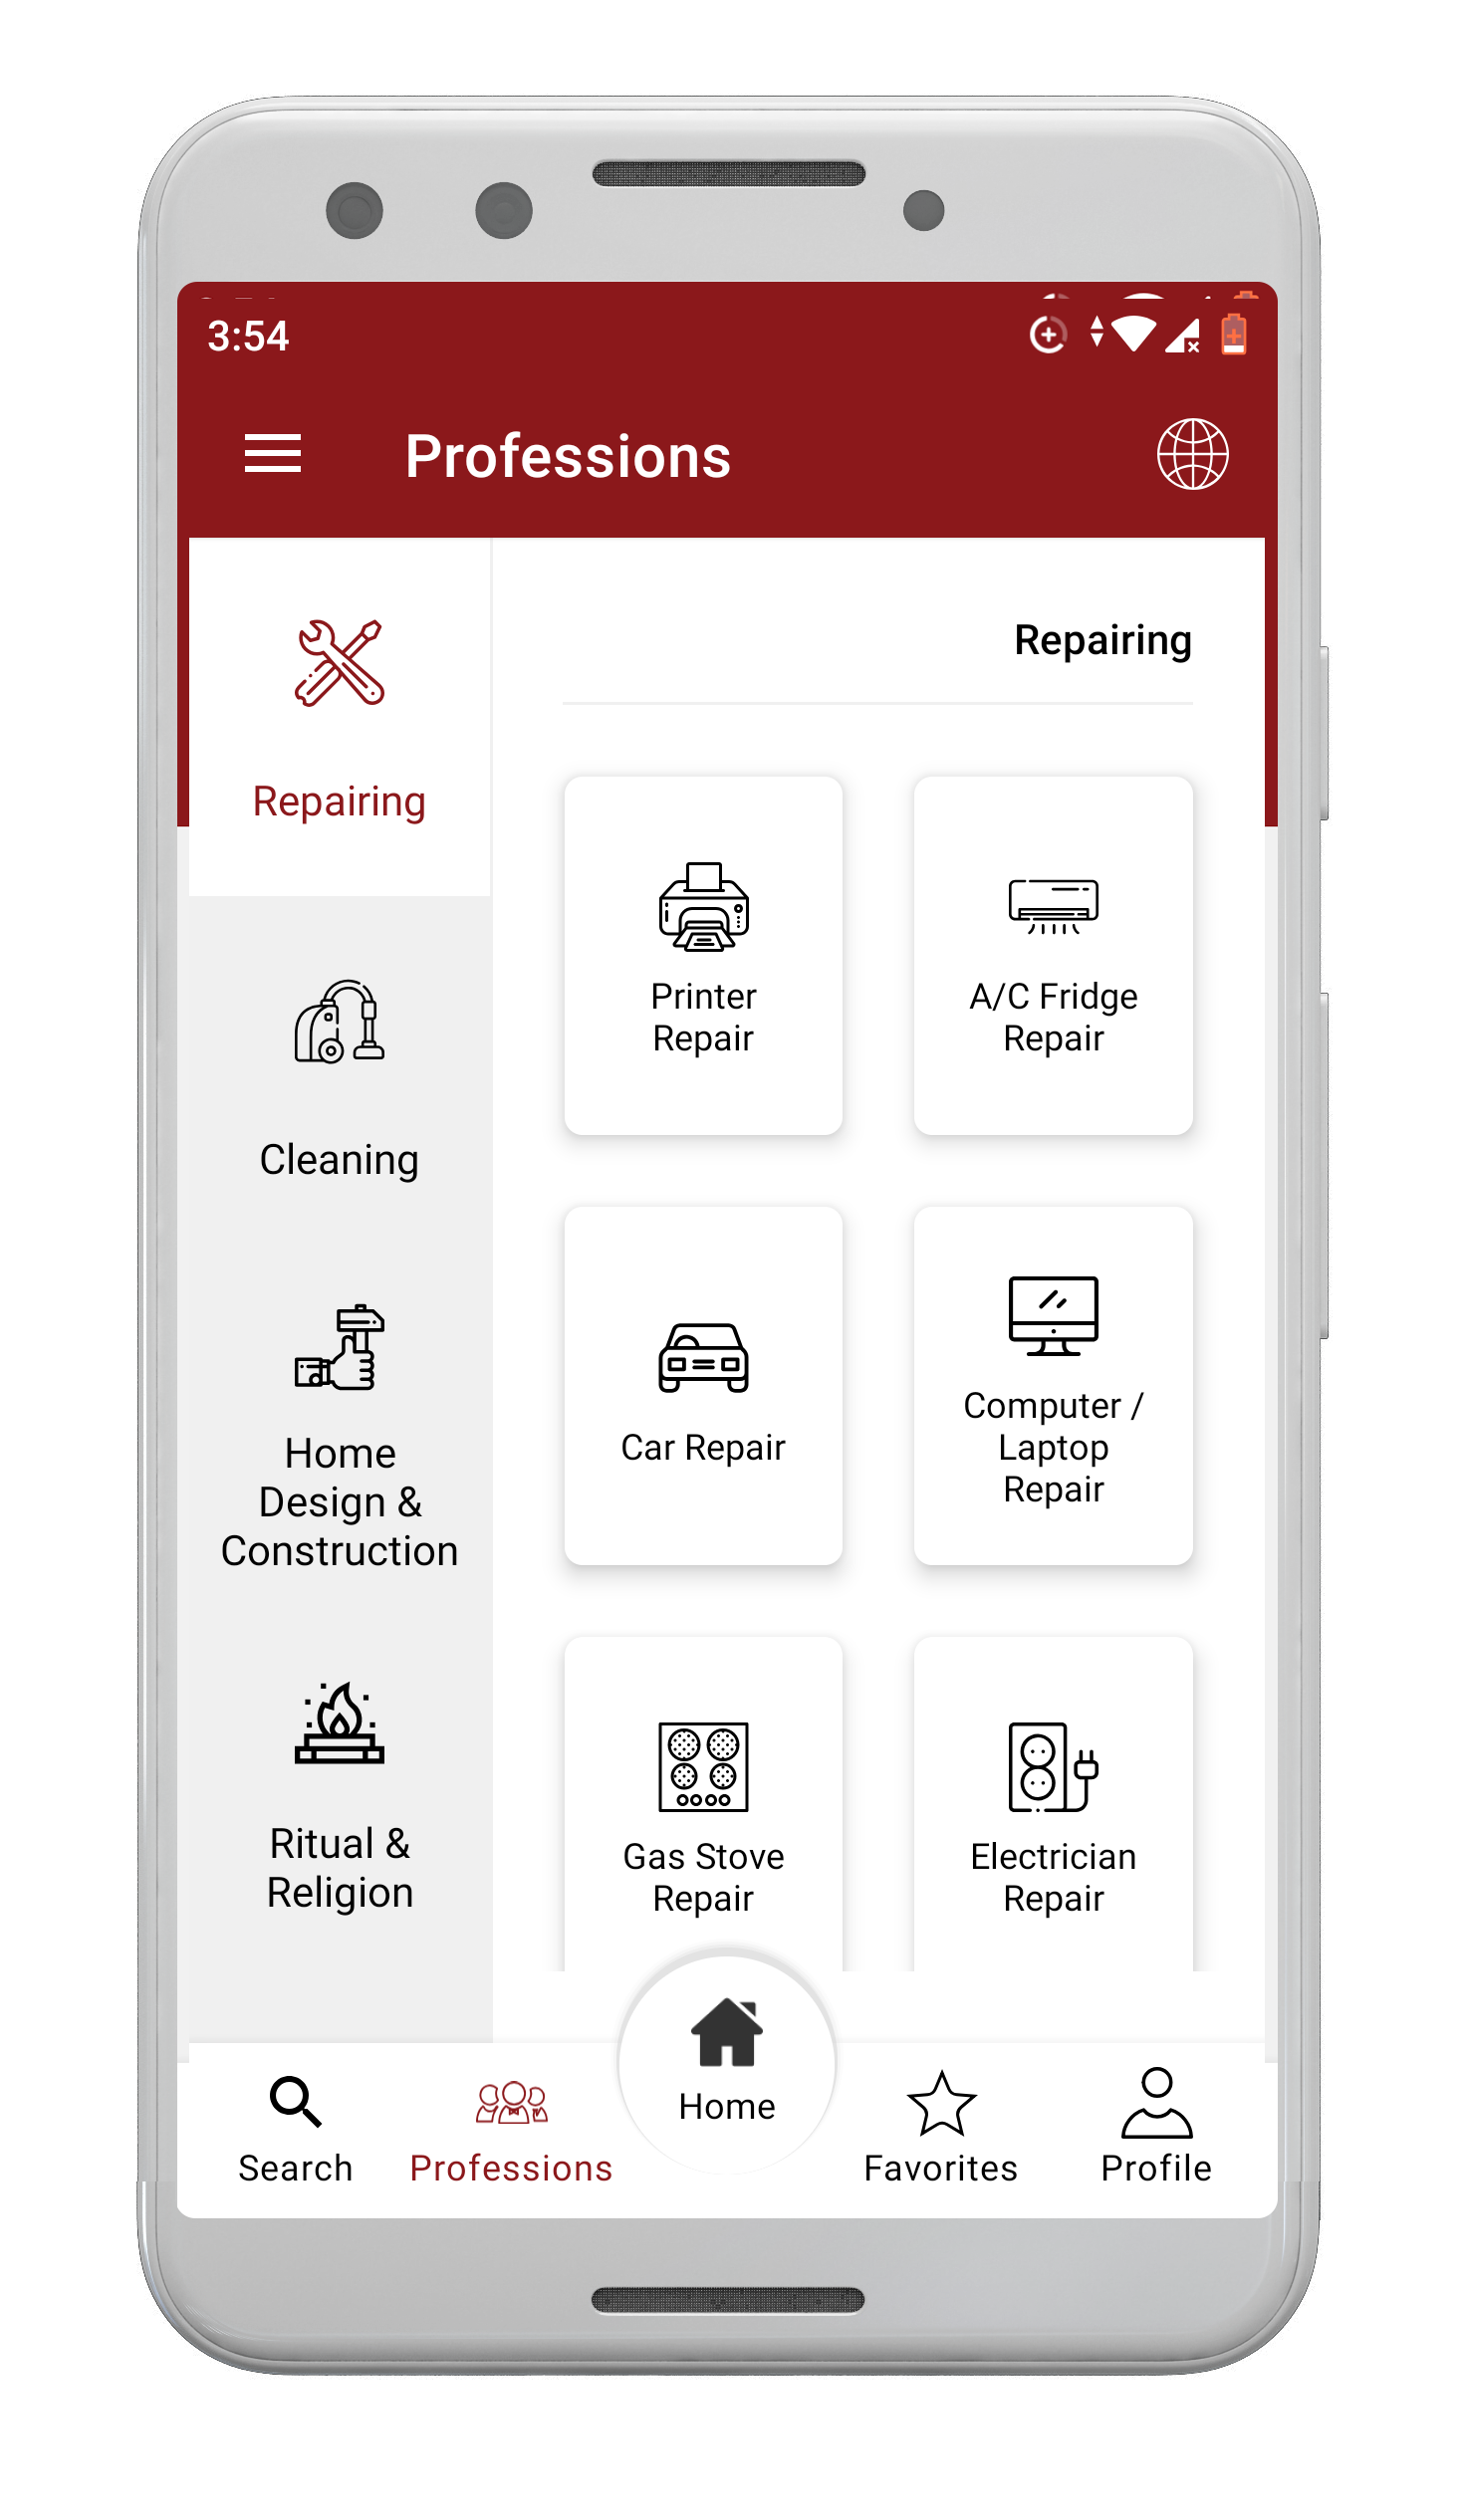 3:54
Professions
Repairing
Cleaning
Home
Design &
Construction
Ritual &
Religion
Repairing
Printer
Repair
A/C Fridge
Repair
Car Repair
Computer /
Laptop
Repair
Gas Stove
Repair
Electrician
Repair
Search
Professions
Home
Favorites
Profile